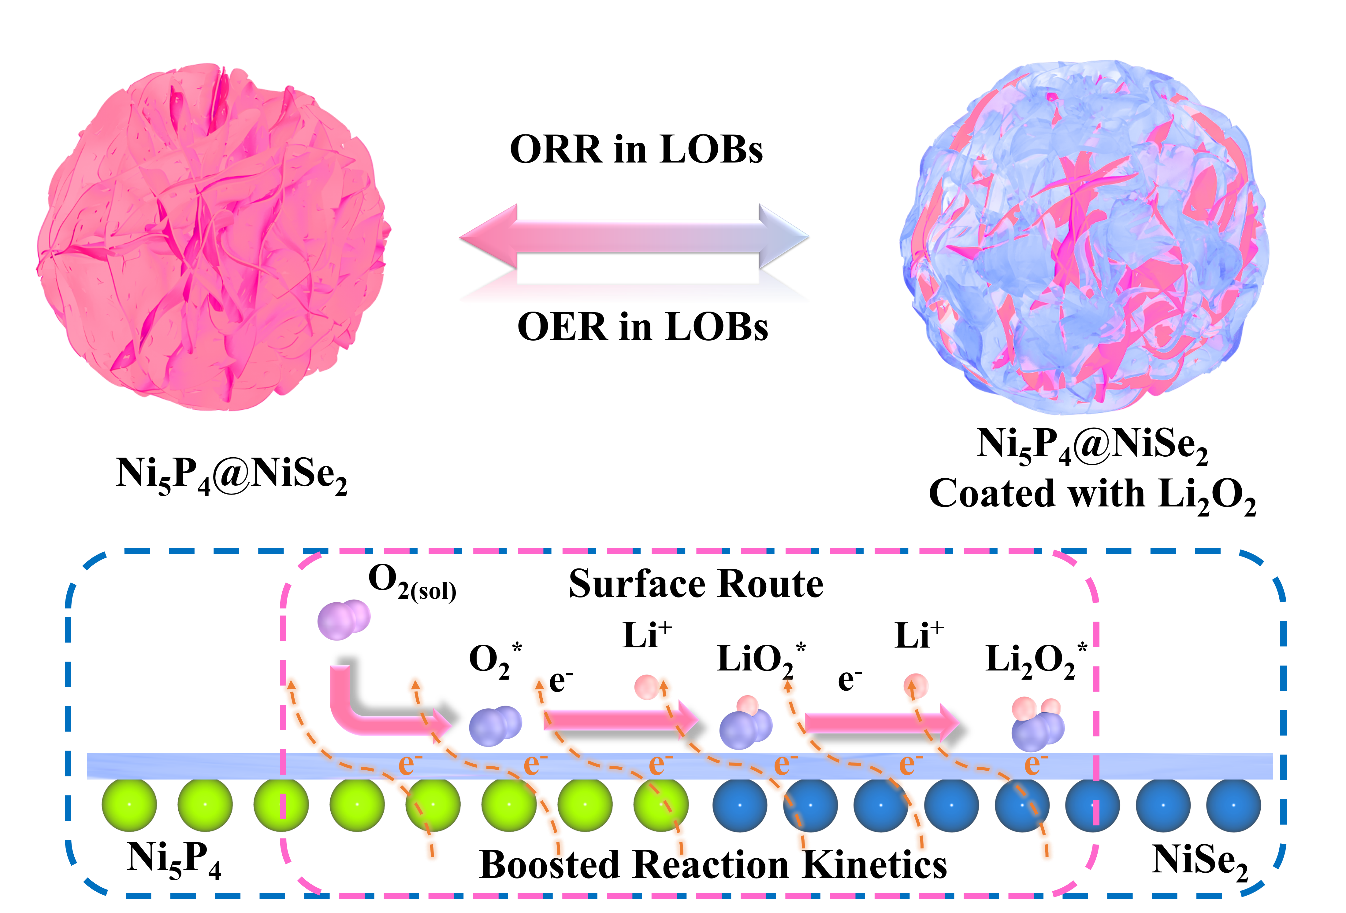 ORR in LOBs
OER in LOBs
Ni₅P₄@NiSe₂
Ni₅P₄@NiSe₂
Coated with Li₂O₂
O₂₍sol₎
Surface Route
O₂*
e⁻
Li⁺
LiO₂*
e⁻
Li⁺
Li₂O₂*
e⁻ e⁻ e⁻ e⁻ e⁻ e⁻
Ni₅P₄
Boosted Reaction Kinetics
NiSe₂